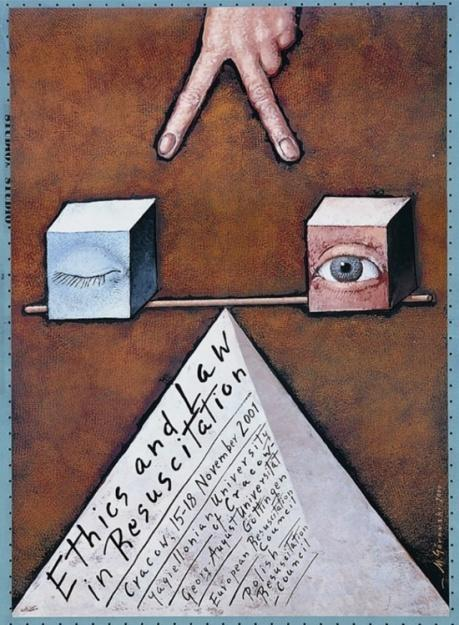 Ethics and Law
in Resuscitation
Cracow, 15-18 November 2001
Yagiellonian University
of Cracow
Georg August Universität
Göttingen
European Resuscitation
Council
Polish
Resuscitation
Council